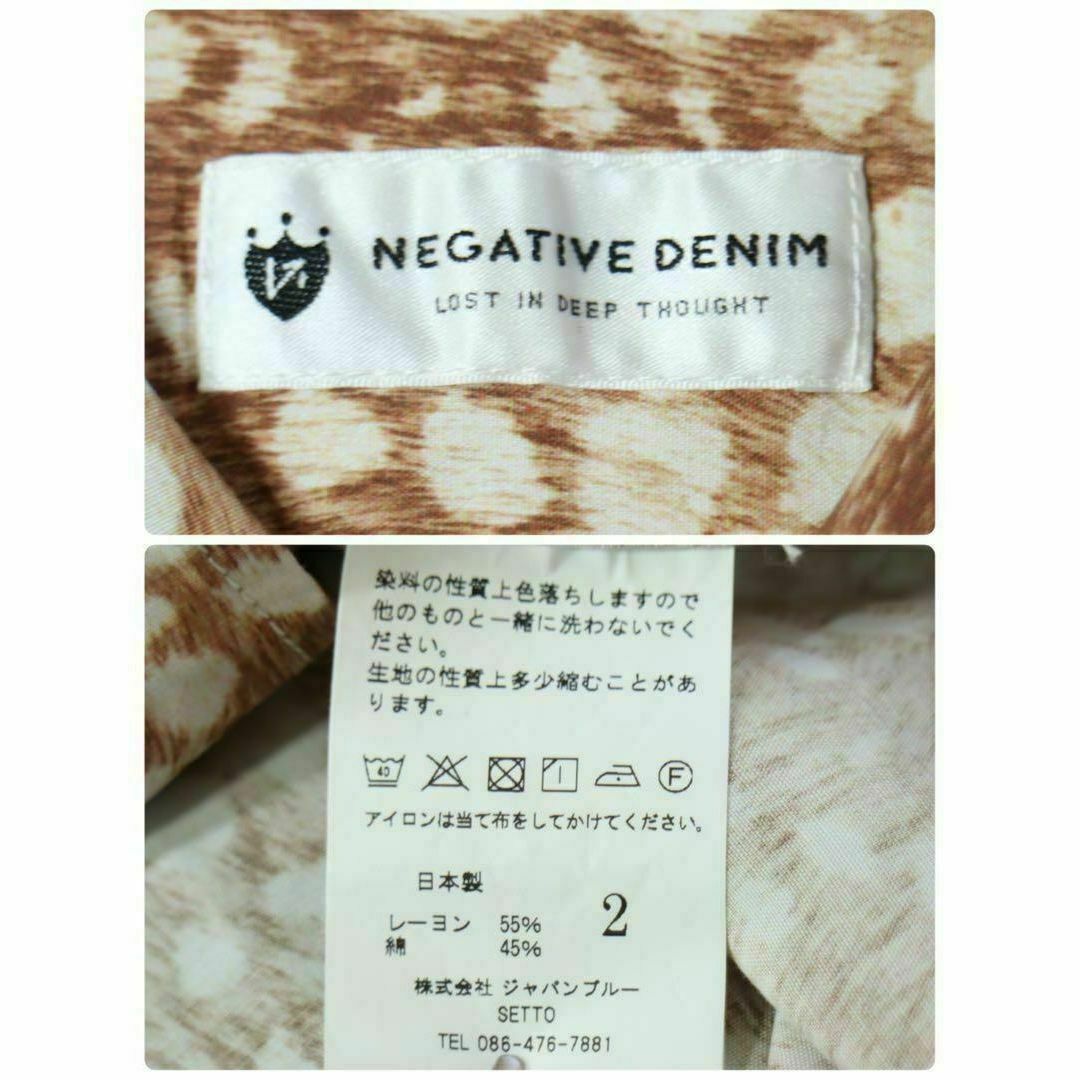 NEGATIVE DENIM
LOST IN DEEP THOUGHT
染料の性質上色落ちしますので
他のものと一緒に洗わないでく
ださい。
生地の性質上多少縮むことがあ
ります。
40
F
アイロンは当て布をしてかけてください。
日本製
レーヨン 55%
綿 45%
2
株式会社 ジャパンブルー
SETTO
TEL 086-476-7881